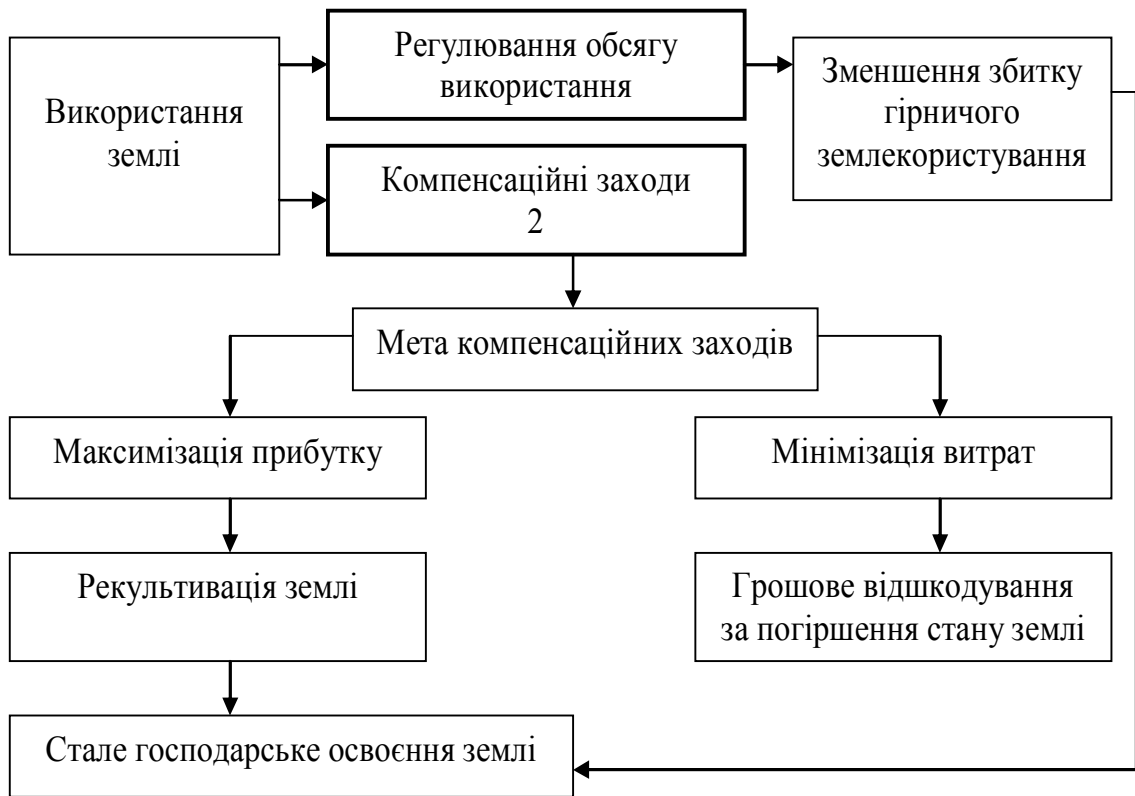 Використання
землі
Регулювання обсягу
використання
Зменшення збитку
гірничого
землекористування
Компенсаційні заходи
2
Мета компенсаційних заходів
Максимізація прибутку
Мінімізація витрат
Рекультивація землі
Грошове відшкодування
за погіршення стану землі
Стале господарське освоєння землі